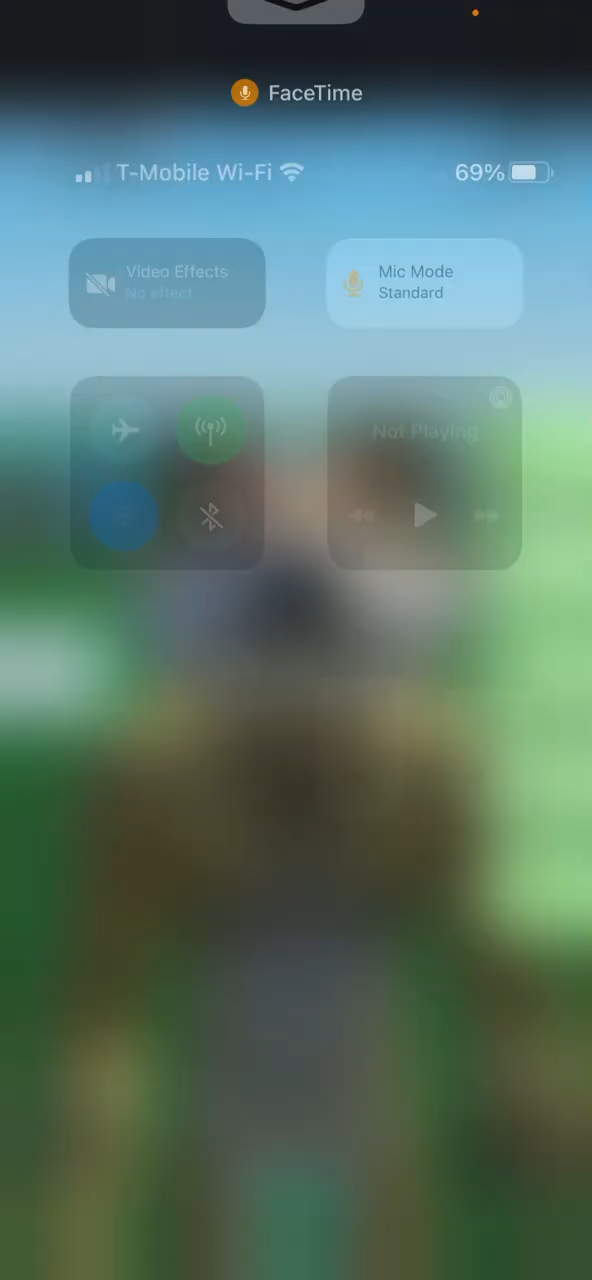 FaceTime
T-Mobile Wi-Fi 69%
Video Effects
No effect
Mic Mode
Standard
Not Playing